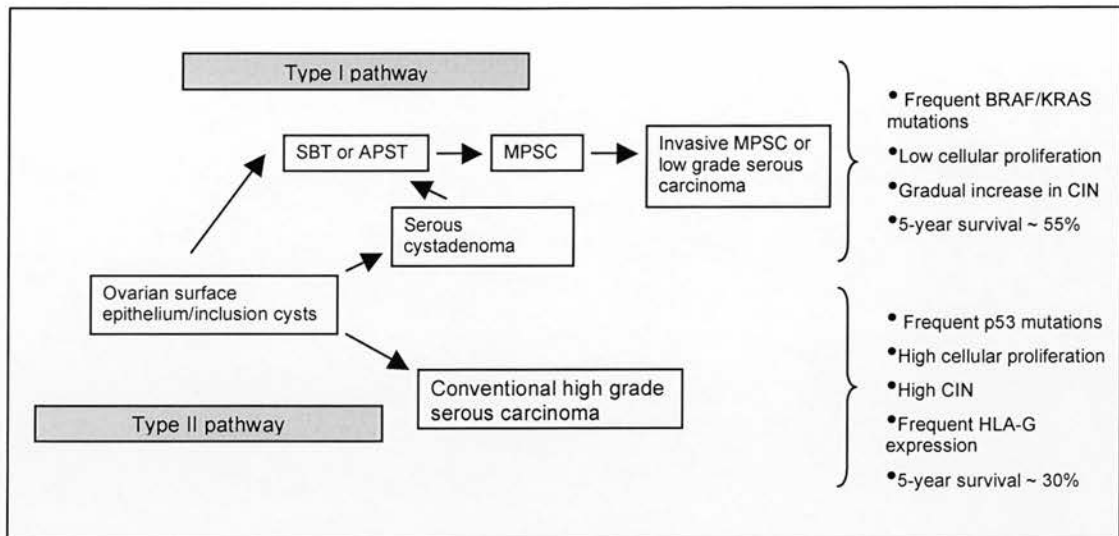 Type I pathway
SBT or APST
MPSC
Invasive MPSC or
low grade serous
carcinoma
Serous
cystadenoma
Ovarian surface
epithelium/inclusion cysts
Conventional high grade
serous carcinoma
Type II pathway
• Frequent BRAF/KRAS
mutations
•Low cellular proliferation
•Gradual increase in CIN
•5-year survival ~ 55%
• Frequent p53 mutations
•High cellular proliferation
•High CIN
•Frequent HLA-G
expression
•5-year survival ~ 30%